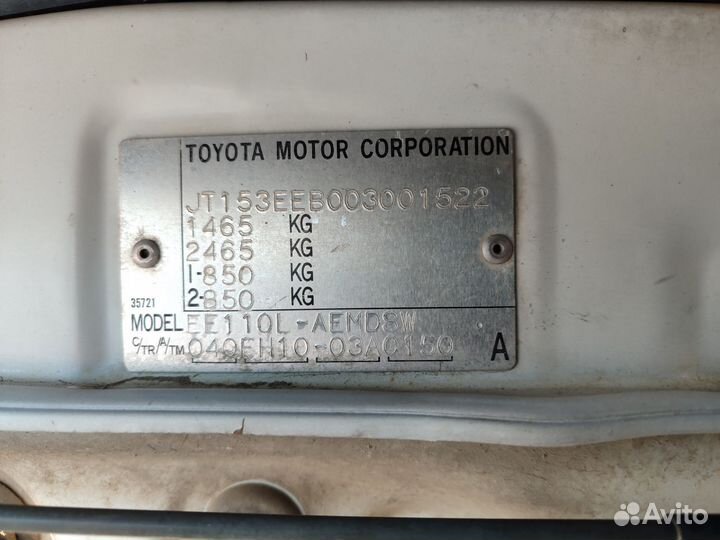 TOYOTA MOTOR CORPORATION
JT153EEB003001522
1465 KG
2465 KG
1-850 KG
2-850 KG
35721
MODEL EE110L-AEMDSW
C/TR/A/TM 040EH10-03AC150 A
Avito